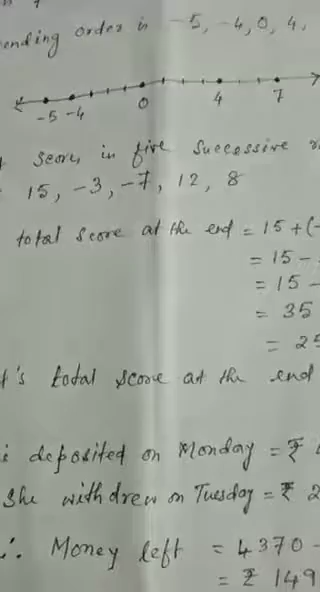 ending order is -5, -4, 0, 4,
-5 -4 0 4 7
Score, in five successive
15, -3, -7, 12, 8
total score at the end = 15 + (-
= 15 -
= 15 -
= 35
= 25
's total score at the end
deposited on Monday = ₹
She withdrew on Tuesday = ₹ 2
∴ Money left = 4370 -
= ₹ 149